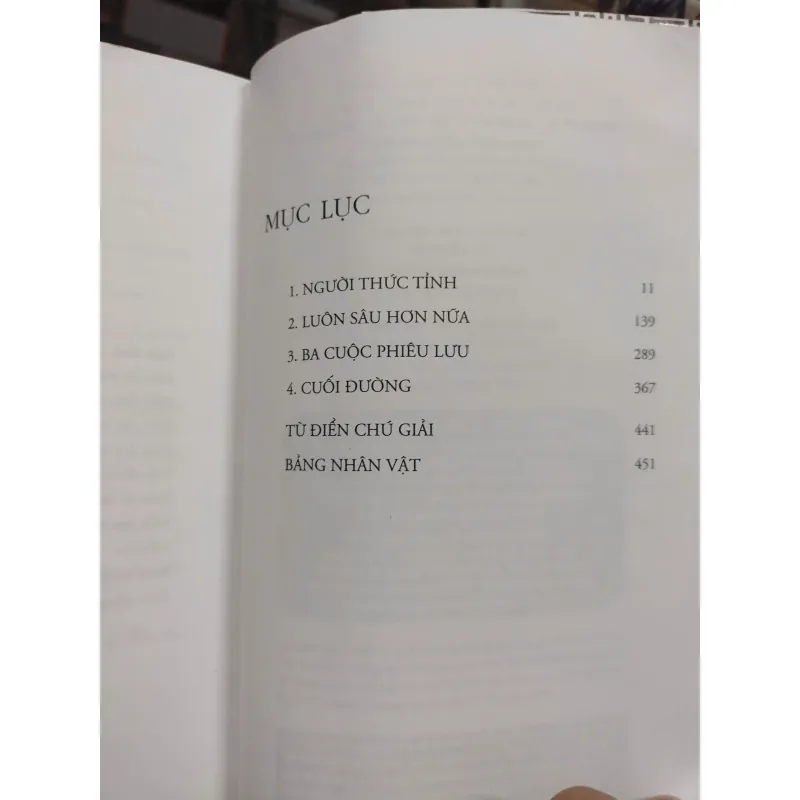 MỤC LỤC
1. NGƯỜI THỨC TỈNH 11
2. LUÔN SÂU HƠN NỮA 139
3. BA CUỘC PHIÊU LƯU 289
4. CUỐI ĐƯỜNG 367
TỪ ĐIỂN CHÚ GIẢI 441
BẢNG NHÂN VẬT 451